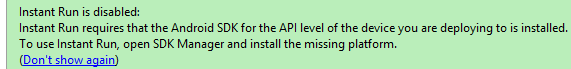 Instant Run is disabled:
Instant Run requires that the Android SDK for the API level of the device you are deploying to is installed.
To use Instant Run, open SDK Manager and install the missing platform.
(Don't show again)